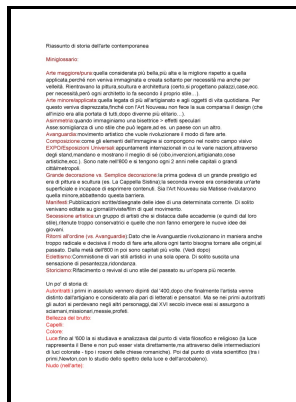 Riassunto di storia dell'arte contemporanea
Miniglossario:
Arte maggiore/pura:quella considerata più bella,più alta e la migliore rispetto a quella
applicata,perchè non veniva immaginata e creata soltanto per necessità ma anche per
velleità. Rientravano la pittura,scultura e architettura (certo,si progettano palazzi,case,ecc.
per necessità,però ogni architetto lo fa secondo il proprio stile…).
Arte minore/applicata:quella legata di più all'artigianato e agli oggetti di vita quotidiana. Per
questo veniva disprezzata,finchè con l'Art Nouveau non fece la sua comparsa il design (che
all'inizio era alla portata di tutti,dopo divenne più elitario…).
Asimmetria:quando immaginiamo una bisettrice - effetti speculari
Asse:somiglianza di uno stile che può legare,ad es. un paese con un altro.
Avanguardia:movimento artistico che vuole rivoluzionare il modo di fare arte.
Composizione:come gli elementi dell'immagine si compongono nel nostro campo visivo
EXPO/Esposizioni Universali:appuntamenti internazionali in cui le varie nazioni,attraverso
degli stand,mandano e mostrano il meglio di sé (cibo,invenzioni,artigianato,cose
artistiche,ecc.). Sono nate nell'800 e si tengono ogni 2 anni nelle capitali o grandi
città/metropoli.
Grande decorazione vs. Semplice decorazione:la prima godeva di un grande prestigio ed
era di pittura e scultura (es. La Cappella Sistina);la seconda invece era considerata un'arte
superficiale e incapace di esprimere contenuti. Sia l'Art Nouveau sia Matisse rivalutarono
quella minore,abbattendo questa barriera.
Manifesti:Pubblicazioni scritte/disegnate delle idee di una determinata corrente. Di solito
venivano editate su giornali/riviste/film di quel movimento.
Secessione artistica:un gruppo di artisti che si distacca dalle accademie (e quindi dal loro
stile),ritenute troppo conservatrici e quelle che non fanno emergere le nuove idee dei
giovani.
Ritorno all'ordine (vs. Avanguardie):Dato che le Avanguardie rivoluzionano in maniera anche
troppo radicale e decisiva il modo di fare arte,allora ogni tanto bisogna tornare alle origini,al
passato. Dalla metà dell'800 in poi sono capitati più volte. (Vedi dopo)
Eclettismo:Commistione di vari stili artistici in una sola opera. Di solito suscita una
sensazione di pesantezza,ridondanza.
Storicismo:Rifacimento o revival di uno stile del passato su un'opera più recente.
Un po' di storia di:
Autoritratti:i primi in assoluto vennero dipinti dal '400,dopo che finalmente l'artista venne
distinto dall'artigiano e considerato alla pari di letterati e pensatori. Ma se nei primi autoritratti
gli autori si perdevano negli altri personaggi,dal XVI secolo invece essi si assurgono a
sciamani,missionari,messie,profeti.
Bellezza del brutto:
Capelli:
Colore:
Luce:fino al '600 la si studiava e analizzava dal punto di vista filosofico e religioso (la luce
rappresenta il Bene e non può esser vista direttamente,ma attraverso delle intermediazioni
di luci colorate - tipo i rosoni delle chiese romaniche). Poi dal punto di vista scientifico (tra i
primi,Newton,con lo studio dello spettro della luce e dell'arcobaleno).
Nudo (nell'arte):